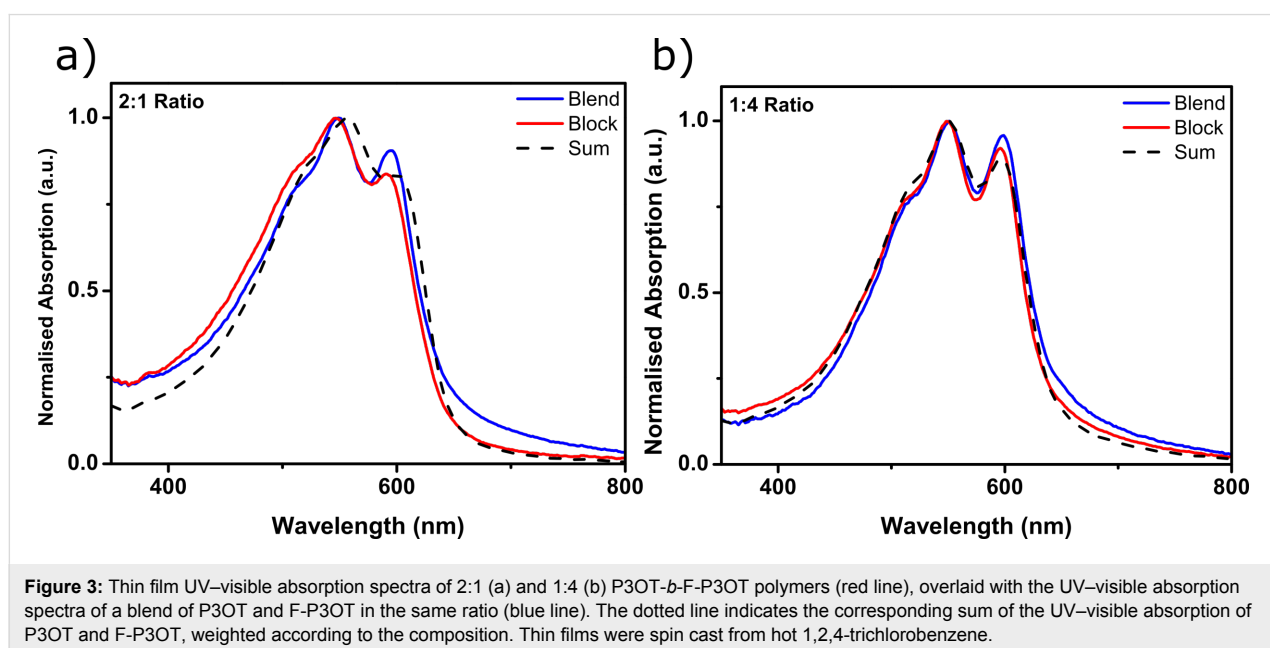 a)
2:1 Ratio
Blend
Block
Sum
1.0
0.5
0.0
400
600
800
Normalised Absorption (a.u.)
Wavelength (nm)
b)
1:4 Ratio
Blend
Block
Sum
1.0
0.5
0.0
400
600
800
Normalised Absorption (a.u.)
Wavelength (nm)
Figure 3: Thin film UV–visible absorption spectra of 2:1 (a) and 1:4 (b) P3OT-b-F-P3OT polymers (red line), overlaid with the UV–visible absorption
spectra of a blend of P3OT and F-P3OT in the same ratio (blue line). The dotted line indicates the corresponding sum of the UV–visible absorption of
P3OT and F-P3OT, weighted according to the composition. Thin films were spin cast from hot 1,2,4-trichlorobenzene.